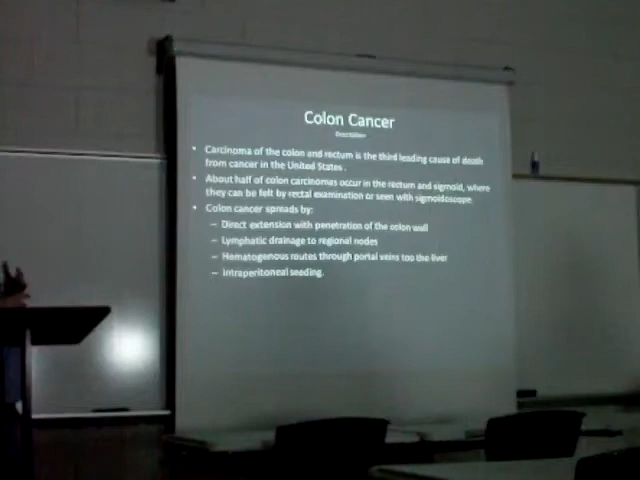 Colon Cancer
Description
• Carcinoma of the colon and rectum is the third leading cause of death
from cancer in the United States .
• About half of colon carcinomas occur in the rectum and sigmoid, where
they can be felt by rectal examination or seen with sigmoidoscope
• Colon cancer spreads by:
– Direct extension with penetration of the colon wall
– Lymphatic drainage to regional nodes
– Hematogenous routes through portal veins too the liver
– Intraperitoneal seeding.